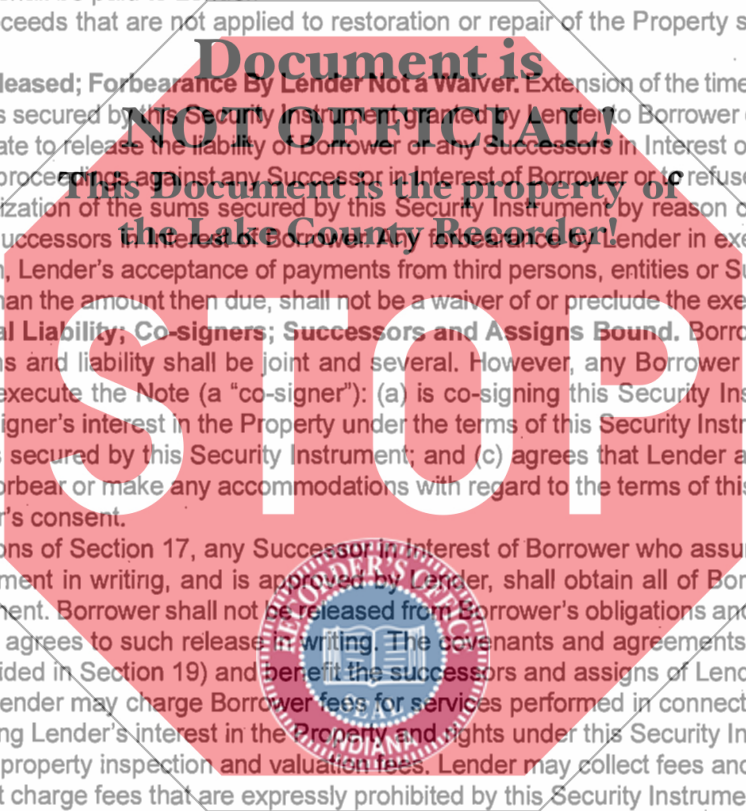 ceeds that are not applied to restoration or repair of the Property s
Document is
leased; Forbearance By Lender Not a Waiver. Extension of the time
s secured by this Security Instrument granted by Lender to Borrower
NOT OFFICIAL!
ate to release the liability of Borrower or any Successors in Interest o
proceedings against any Successor in Interest of Borrower or to refuse
This Document is the property of
ization of the sums secured by this Security Instrument by reason o
the Lake County Recorder!
uccessors in Interest of Borrower. Any forbearance by Lender in exe
, Lender's acceptance of payments from third persons, entities or Su
an the amount then due, shall not be a waiver of or preclude the exe
al Liability; Co-signers; Successors and Assigns Bound. Borro
ns and liability shall be joint and several. However, any Borrower
execute the Note (a “co-signer”): (a) is co-signing this Security Ins
igner's interest in the Property under the terms of this Security Instr
STOP
s secured by this Security Instrument; and (c) agrees that Lender a
orbear or make any accommodations with regard to the terms of this
r's consent.
ons of Section 17, any Successor in Interest of Borrower who assu
ment in writing, and is approved by Lender, shall obtain all of Bor
nent. Borrower shall not be released from Borrower's obligations and
agrees to such release in writing. The covenants and agreements
ided in Section 19) and benefit the successors and assigns of Lend
RECORDER'S OFFICE
SEAL
INDIANA
ender may charge Borrower fees for services performed in connect
ng Lender's interest in the Property and rights under this Security In
property inspection and valuation fees. Lender may collect fees and
t charge fees that are expressly prohibited by this Security Instrume